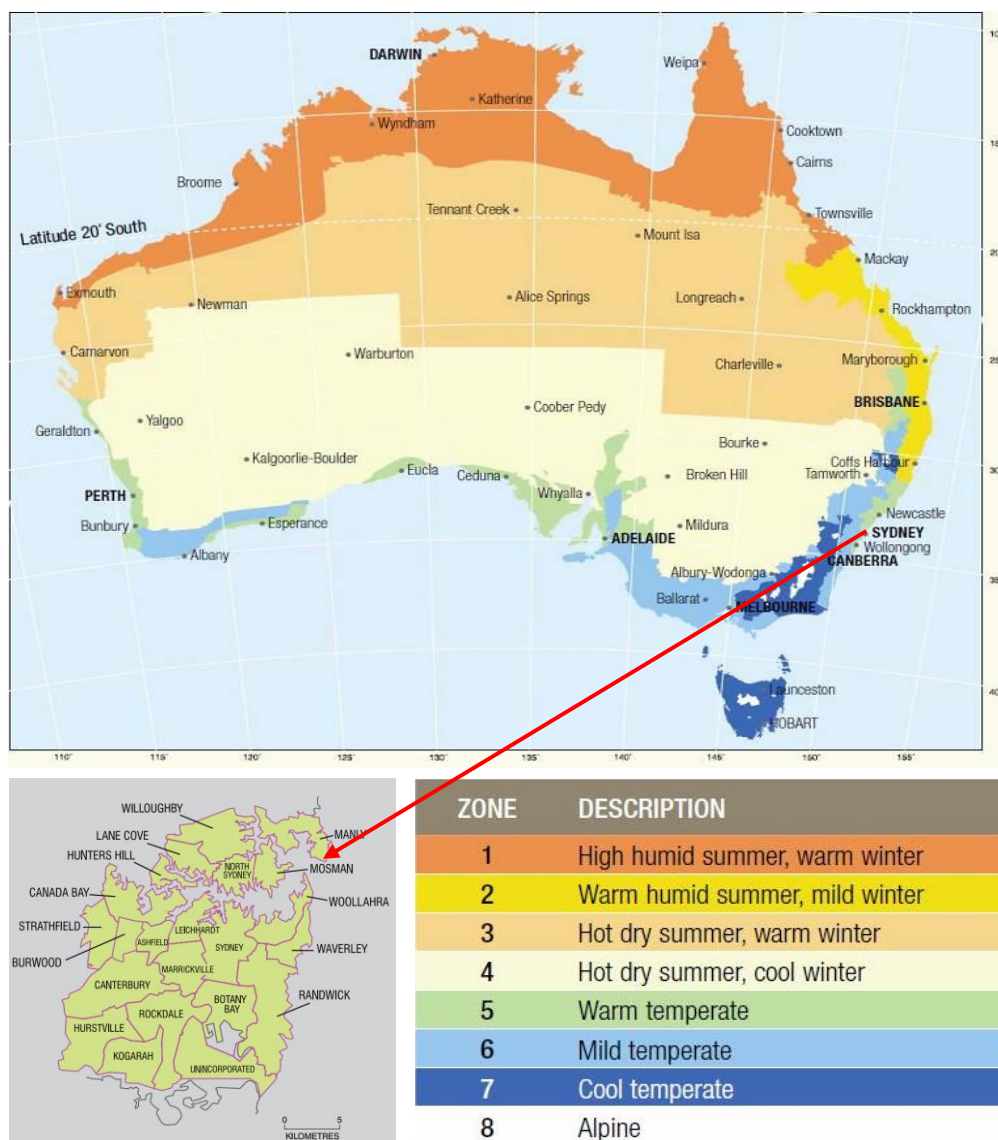 DARWIN
Weipa
Katherine
Wyndham
Cooktown
Cairns
Broome
Townsville
Tennant Creek
Latitude 20° South
Mount Isa
Mackay
Exmouth
Newman
Alice Springs
Longreach
Rockhampton
Carnarvon
Warburton
Charleville
Maryborough
BRISBANE
Yalgoo
Coober Pedy
Geraldton
Bourke
Coffs Harbour
Kalgoorlie-Boulder
Eucla
Ceduna
Broken Hill
Tamworth
PERTH
Whyalla
Newcastle
Bunbury
Esperance
Mildura
SYDNEY
ADELAIDE
Wollongong
Albany
CANBERRA
Albury-Wodonga
Ballarat
MELBOURNE
Launceston
HOBART
10
15
20
25
30
35
40
110° 115° 120° 125° 130° 135° 140° 145° 150° 155°
WILLOUGHBY
LANE COVE
MANLY
HUNTERS HILL
NORTH
SYDNEY
MOSMAN
CANADA BAY
WOOLLAHRA
STRATHFIELD
LEICHHARDT
ASHFIELD
SYDNEY
WAVERLEY
BURWOOD
MARRICKVILLE
CANTERBURY
RANDWICK
BOTANY
BAY
ROCKDALE
HURSTVILLE
KOGARAH
UNINCORPORATED
0 5
KILOMETRES
ZONE DESCRIPTION
1 High humid summer, warm winter
2 Warm humid summer, mild winter
3 Hot dry summer, warm winter
4 Hot dry summer, cool winter
5 Warm temperate
6 Mild temperate
7 Cool temperate
8 Alpine